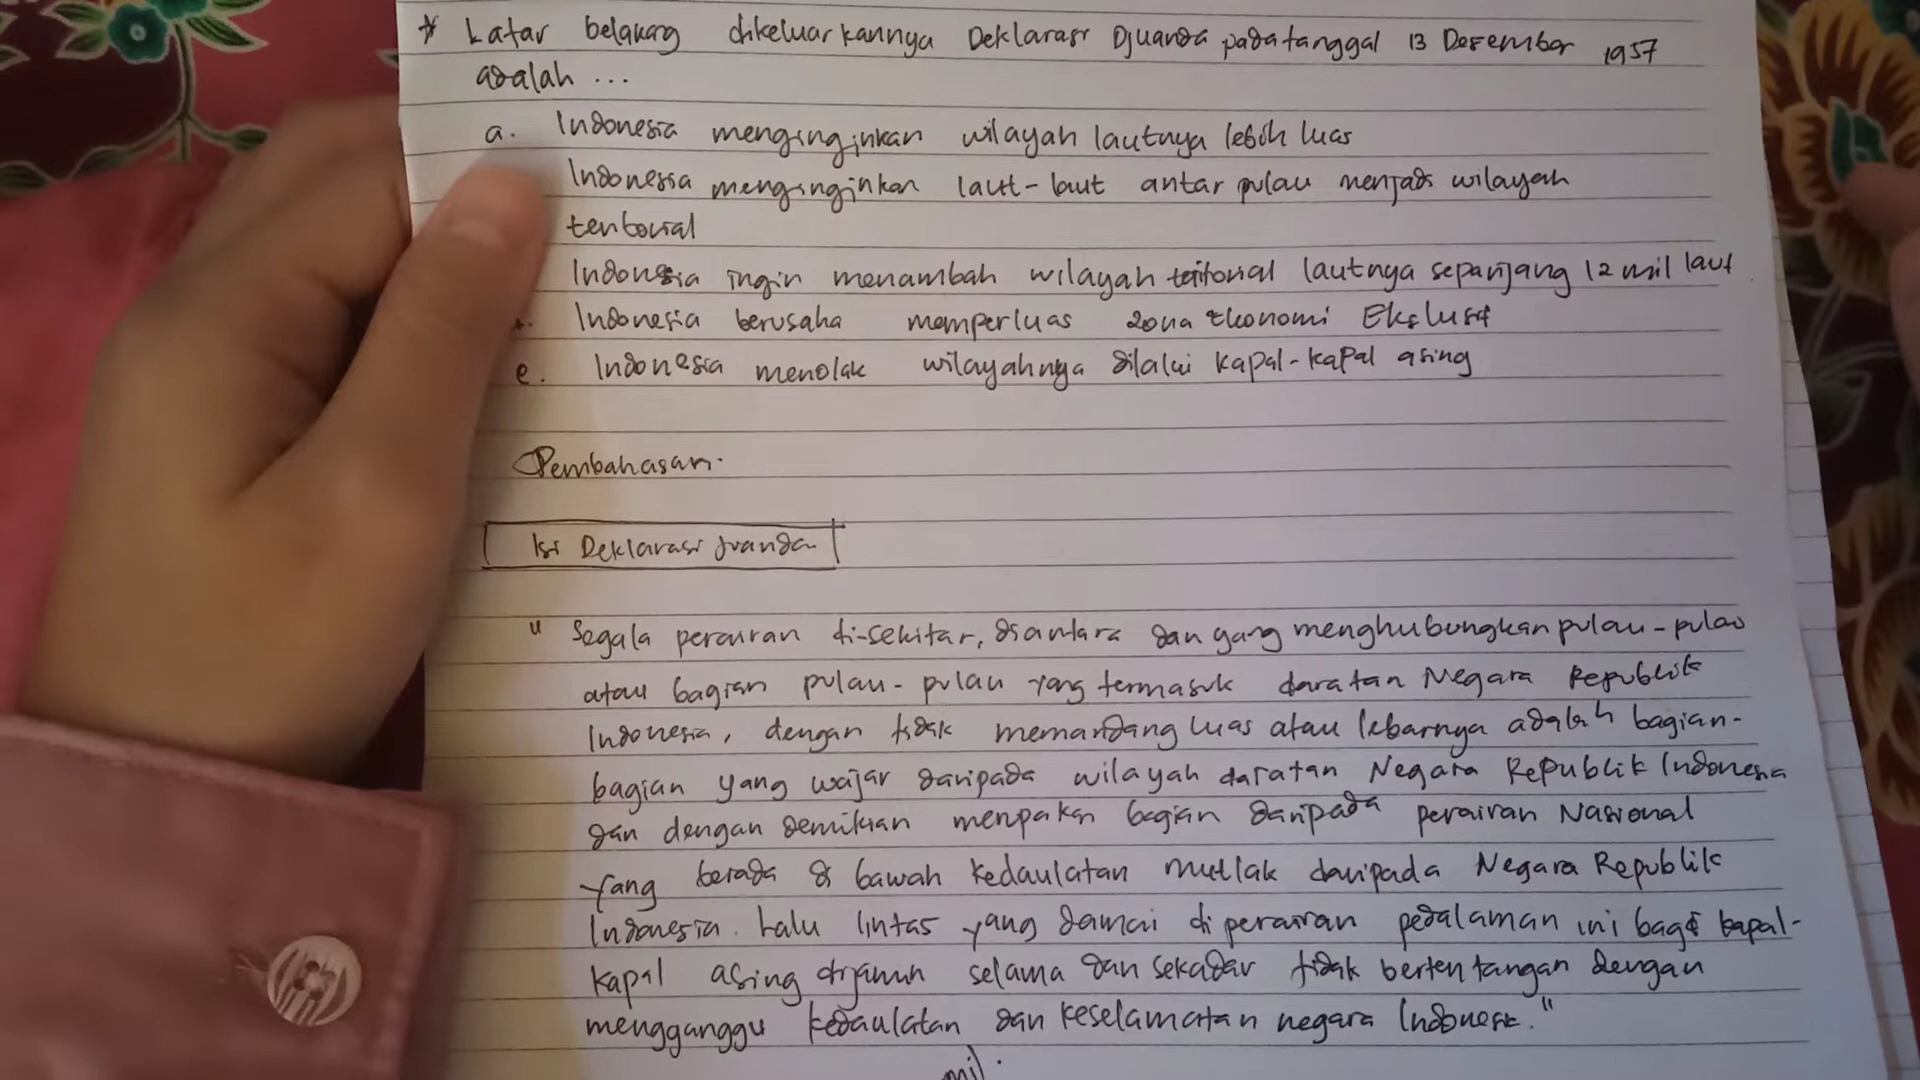 * Latar belakang dikeluarkannya Deklarasi Djuanda pada tanggal 13 Desember 1957
adalah ...
a. Indonesia menginginkan wilayah lautnya lebih luas
Indonesia menginginkan laut-laut antar pulau menjadi wilayah
teritorial
Indonesia ingin menambah wilayah teritorial lautnya sepanjang 12 mil laut
Indonesia berusaha memperluas zona Ekonomi Ekslusif
e. Indonesia menolak wilayahnya dilalui kapal-kapal asing
Pembahasan.
Isi Deklarasi Juanda
" Segala perairan di-sekitar, diantara dan yang menghubungkan pulau-pulau
atau bagian pulau-pulau yang termasuk daratan Negara Republik
Indonesia, dengan tidak memandang luas atau lebarnya adalah bagian-
bagian yang wajar daripada wilayah daratan Negara Republik Indonesia
dan dengan demikian merupakan bagian daripada perairan Nasional
yang berada di bawah kedaulatan mutlak daripada Negara Republik
Indonesia. Lalu lintas yang damai di perairan pedalaman ini bagi kapal-
kapal asing dijamin selama dan sekadar tidak bertentangan dengan
mengganggu kedaulatan dan keselamatan negara Indonesia."